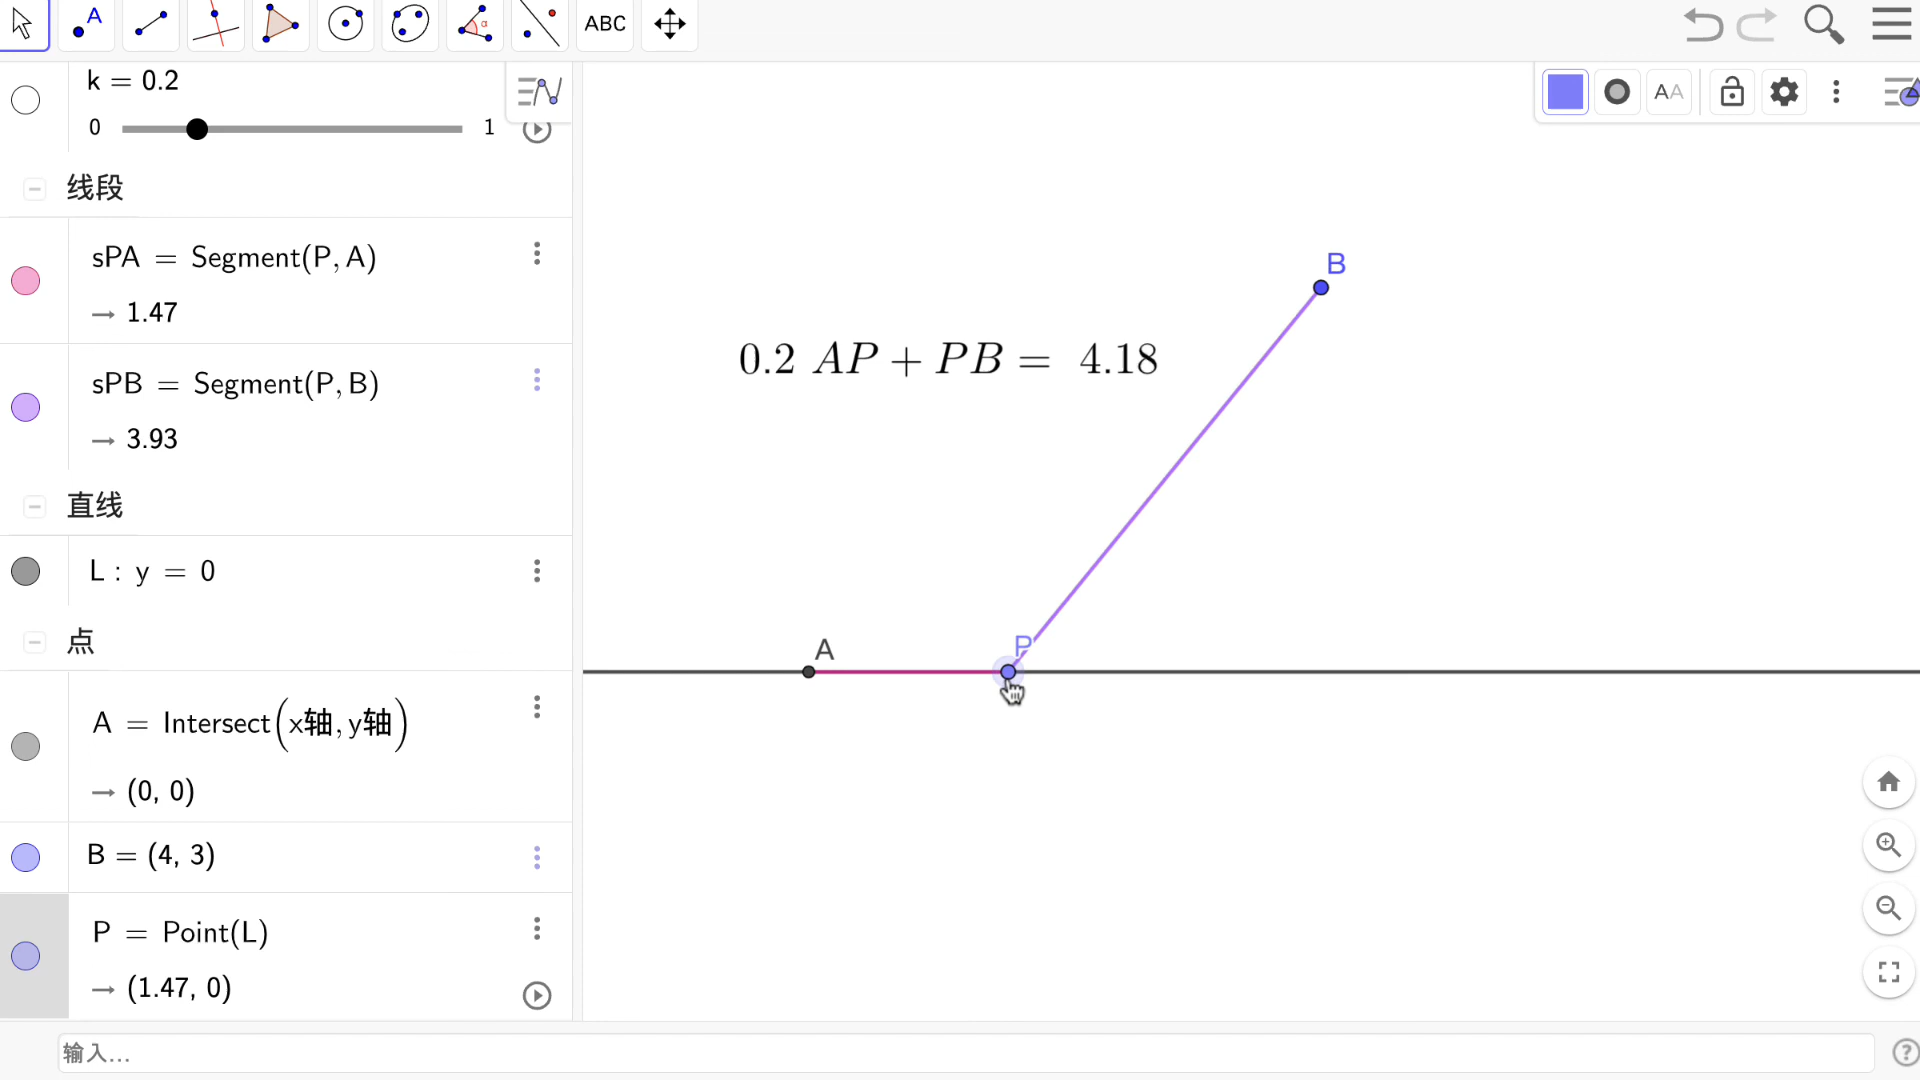 A
α
ABC
k = 0.2
0
1
AA
线段
sPA = Segment(P, A)
→ 1.47
sPB = Segment(P, B)
→ 3.93
直线
L : y = 0
点
A = Intersect(x轴, y轴)
→ (0, 0)
B = (4, 3)
P = Point(L)
→ (1.47, 0)
B
0.2 AP + PB = 4.18
A
P
输入…
?